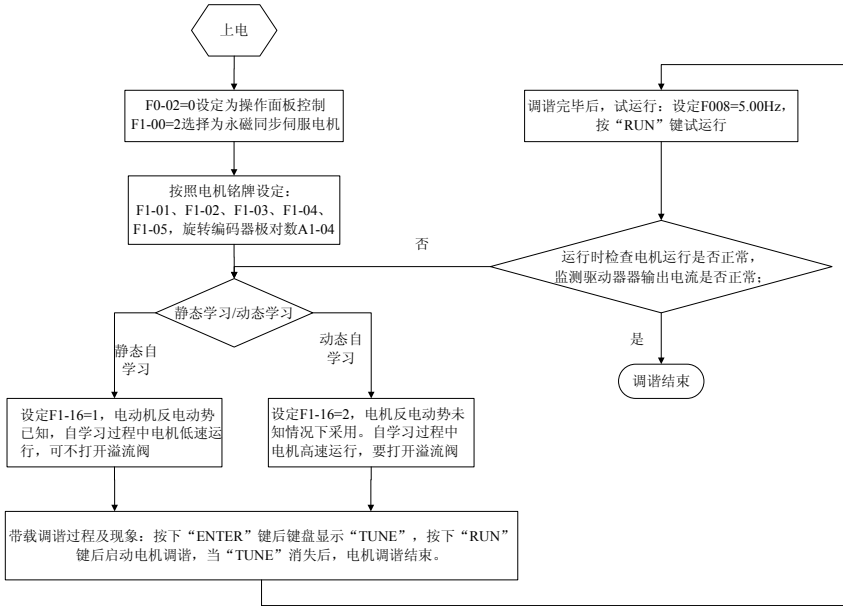 上电
F0-02=0设定为操作面板控制
F1-00=2选择为永磁同步伺服电机
按照电机铭牌设定：
F1-01、F1-02、F1-03、F1-04、
F1-05，旋转编码器极对数A1-04
静态学习/动态学习
静态自
学习
动态自
学习
设定F1-16=1，电动机反电动势
已知，自学习过程中电机低速运
行，可不打开溢流阀
设定F1-16=2，电机反电动势未
知情况下采用。自学习过程中
电机高速运行，要打开溢流阀
带载调谐过程及现象：按下“ENTER”键后键盘显示“TUNE”，按下“RUN”
键后启动电机调谐，当“TUNE”消失后，电机调谐结束。
调谐完毕后，试运行：设定F008=5.00Hz，
按“RUN”键试运行
运行时检查电机运行是否正常，
监测驱动器器输出电流是否正常；
否
是
调谐结束